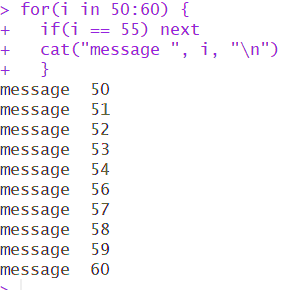 > for(i in 50:60) {
+   if(i == 55) next
+   cat("message ", i, "\n")
+   }
message  50
message  51
message  52
message  53
message  54
message  56
message  57
message  58
message  59
message  60
>